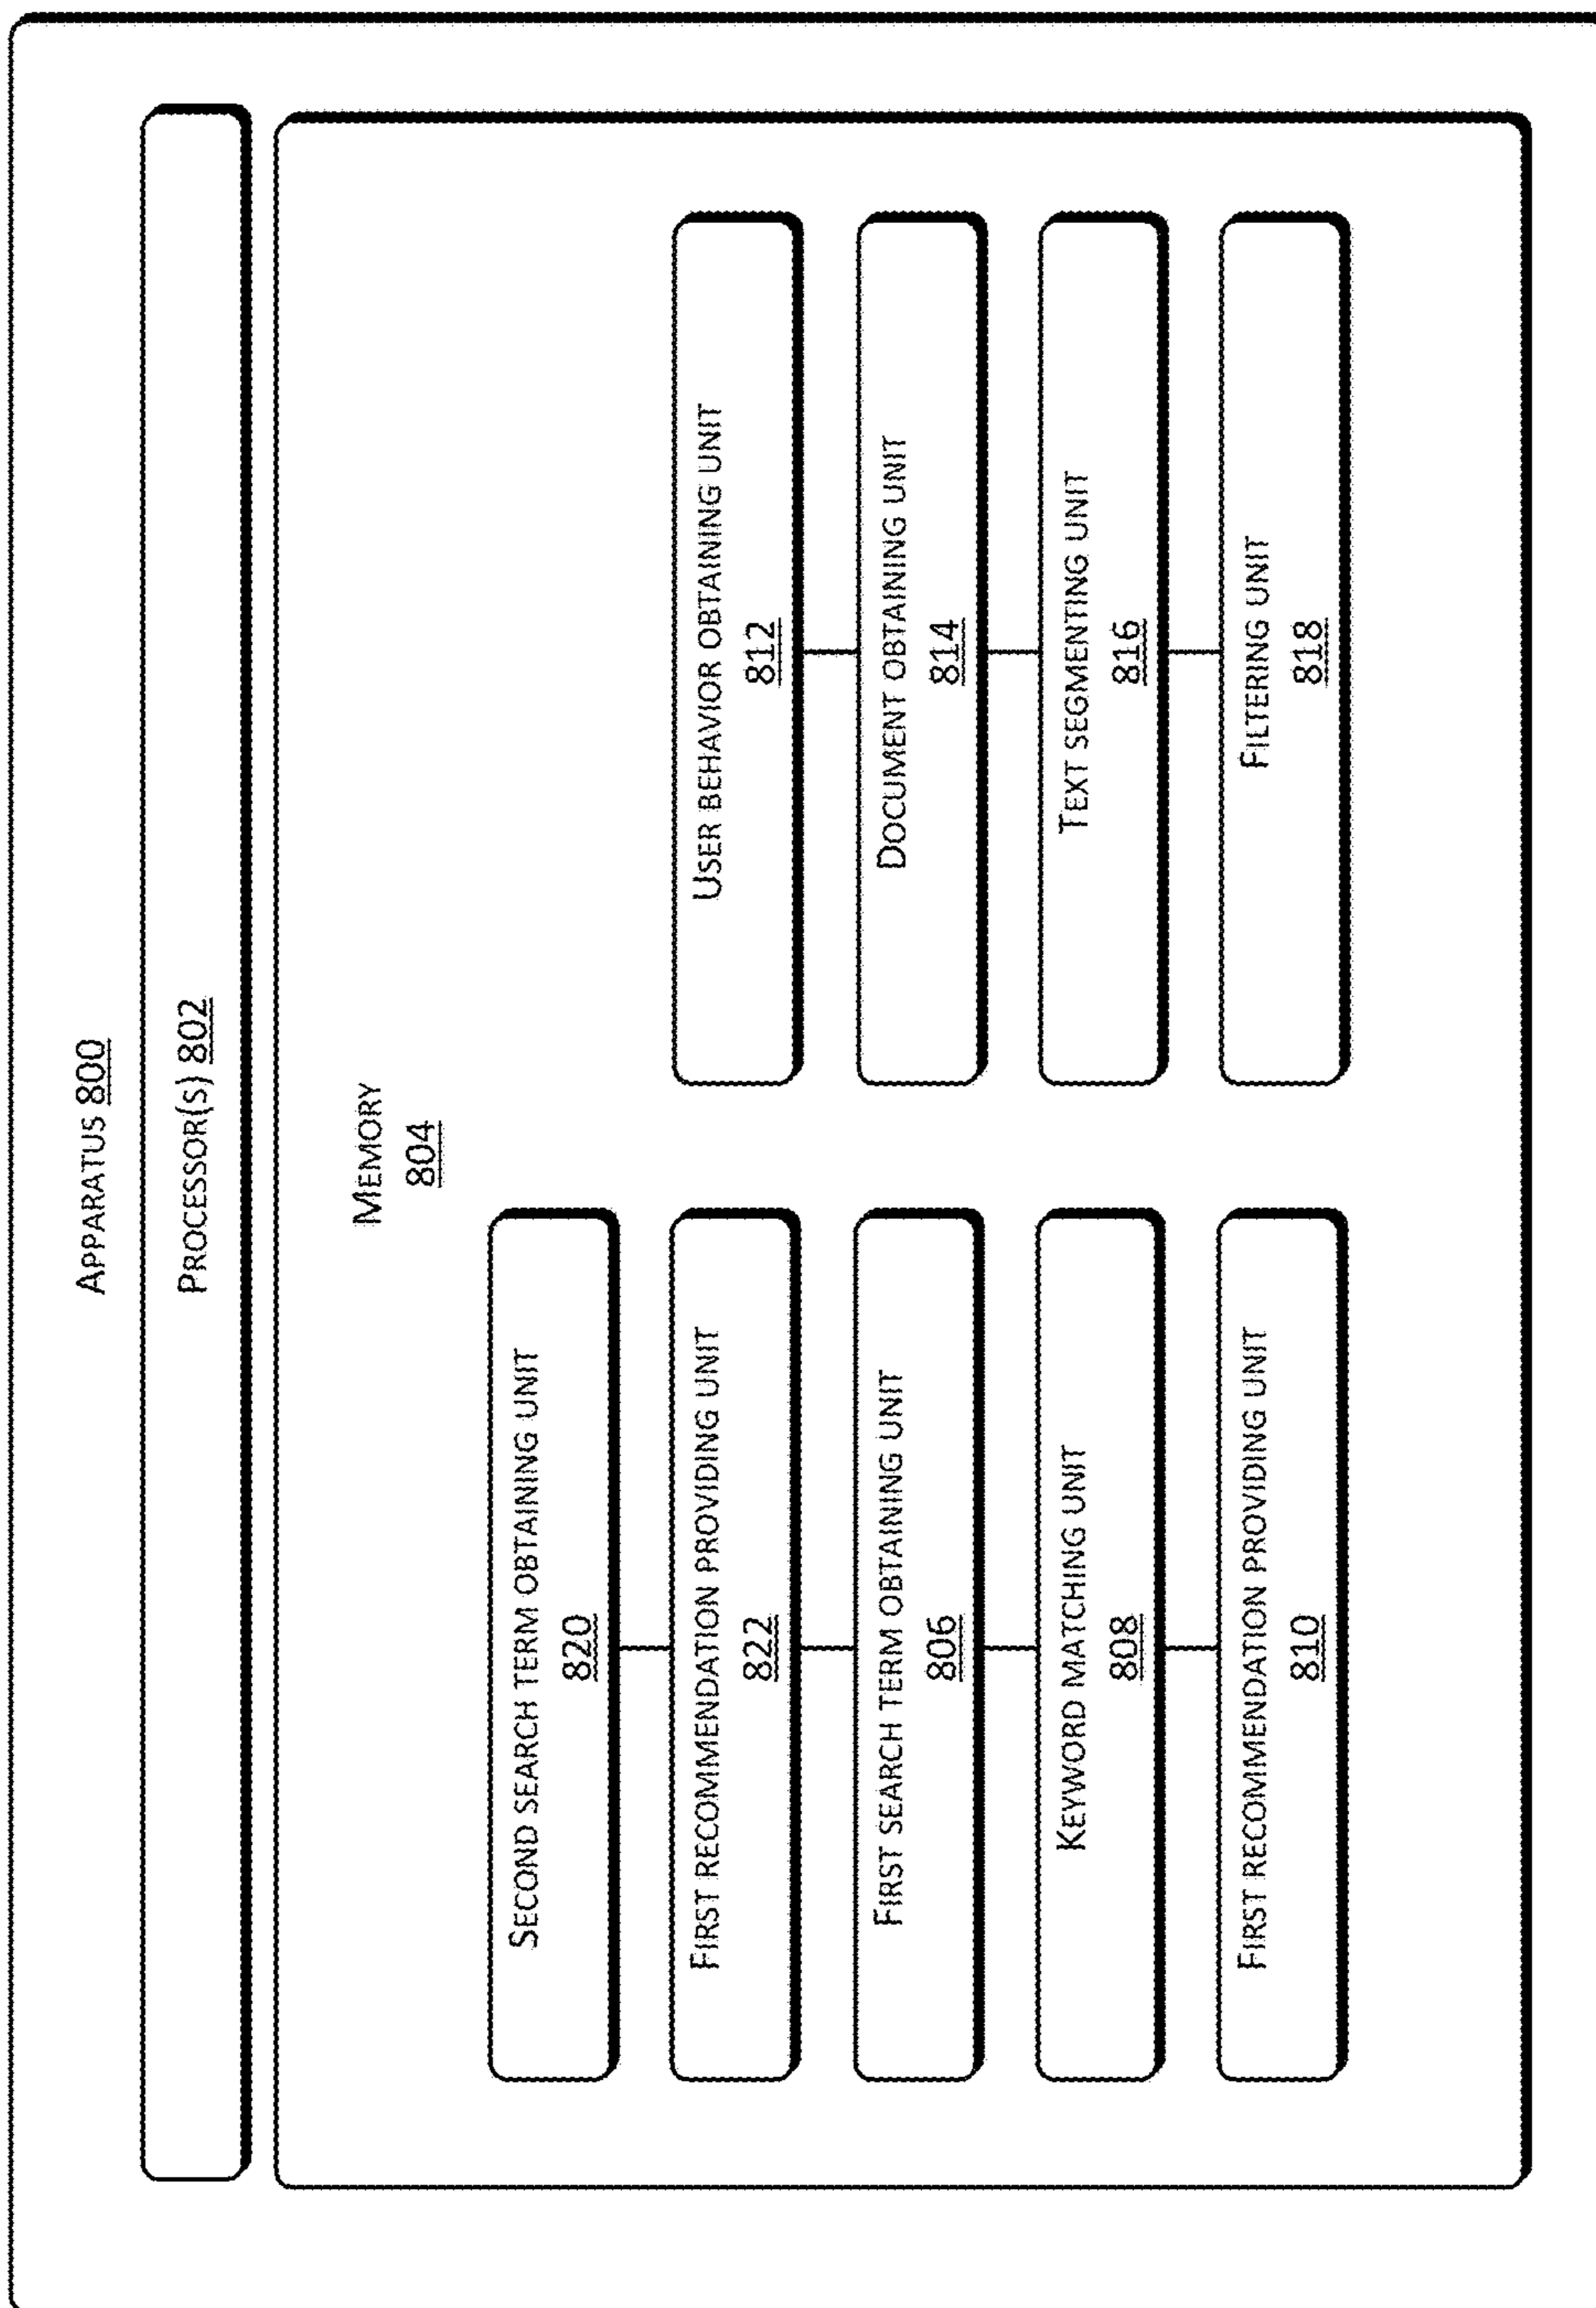 APPARATUS 800
PROCESSOR(S) 802
MEMORY
804
SECOND SEARCH TERM OBTAINING UNIT
820
FIRST RECOMMENDATION PROVIDING UNIT
822
FIRST SEARCH TERM OBTAINING UNIT
806
KEYWORD MATCHING UNIT
808
FIRST RECOMMENDATION PROVIDING UNIT
810
USER BEHAVIOR OBTAINING UNIT
812
DOCUMENT OBTAINING UNIT
814
TEXT SEGMENTING UNIT
816
FILTERING UNIT
818